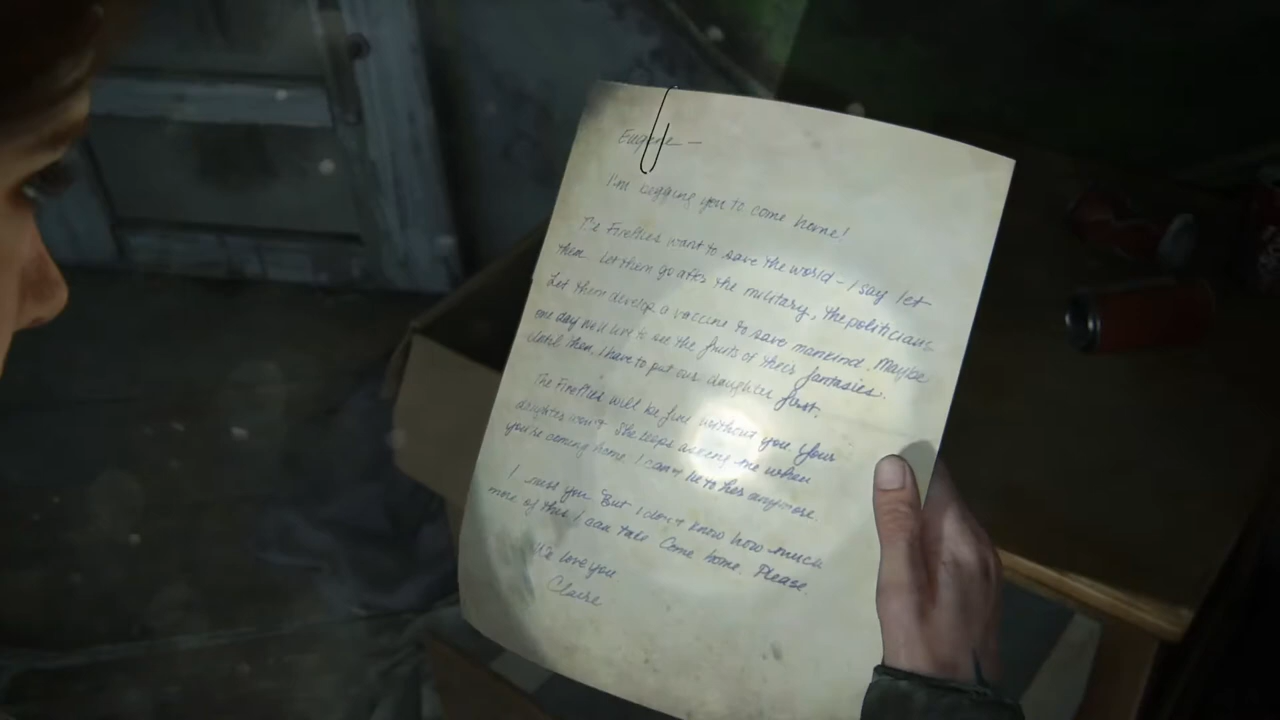 Eugene —
I'm begging you to come home!
The Fireflies want to save the world - I say let
them. Let them go after the military, the politicians.
Let them develop a vaccine to save mankind. Maybe
one day we'll live to see the fruits of their fantasies.
Until then, I have to put our daughter first.
The Fireflies will be fine without you. Your
daughter won't. She keeps asking me when
you're coming home. I can't lie to her anymore.
I miss you. But I don't know how much
more of this I can take. Come home. Please.
We love you.
Claire